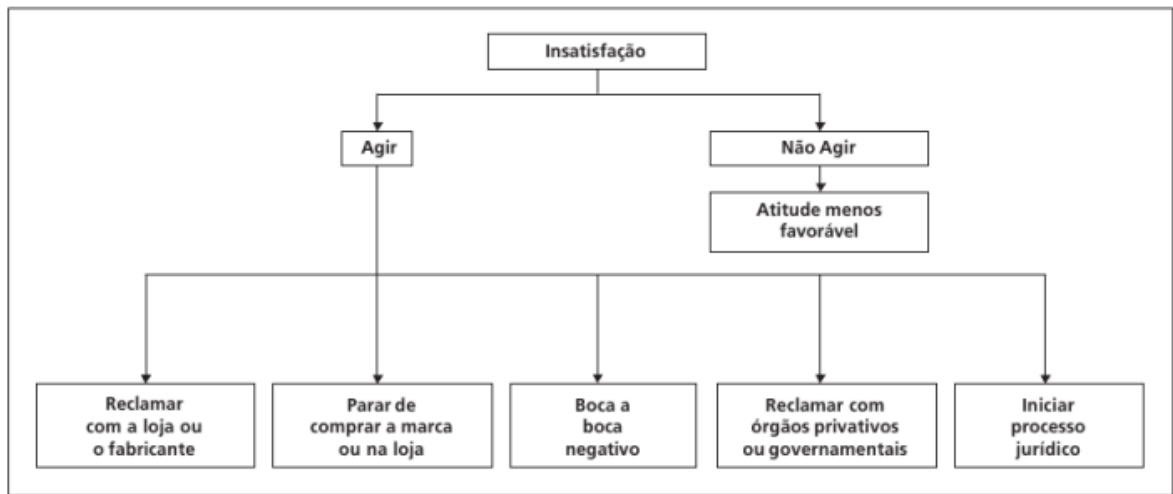 Insatisfação
Agir
Não Agir
Atitude menos
favorável
Reclamar
com a loja ou
o fabricante
Parar de
comprar a marca
ou na loja
Boca a
boca
negativo
Reclamar com
órgãos privativos
ou governamentais
Iniciar
processo
jurídico